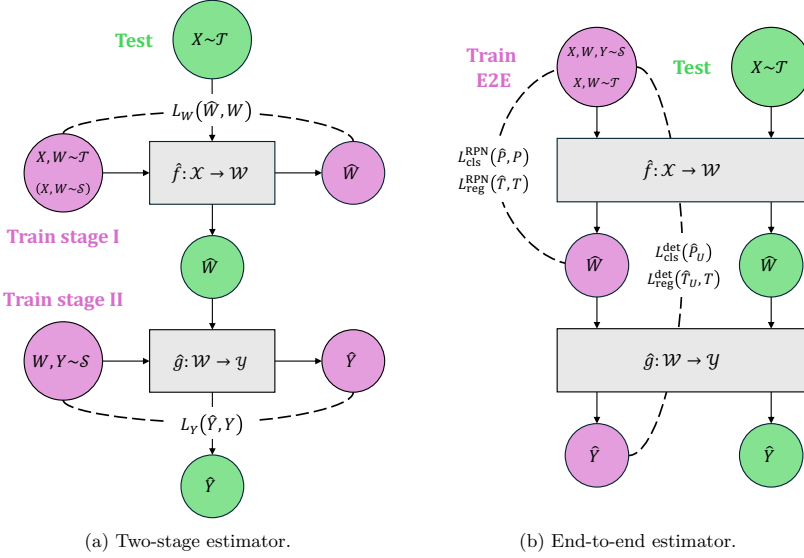 Test
X~𝒯
L_W(Ŵ, W)
X, W~𝒯
(X, W~𝒮)
f̂: 𝒳 → 𝒲
Ŵ
Train stage I
Ŵ
Train stage II
W, Y~𝒮
ĝ: 𝒲 → 𝒴
Ŷ
L_Y(Ŷ, Y)
Ŷ
(a) Two-stage estimator.
Train
E2E
X, W, Y~𝒮
X, W~𝒯
Test
X~𝒯
L_cls^RPN(P̂, P)
L_reg^RPN(T̂, T)
f̂: 𝒳 → 𝒲
Ŵ
L_cls^det(P̂_U)
L_reg^det(T̂_U, T)
Ŵ
ĝ: 𝒲 → 𝒴
Ŷ
Ŷ
(b) End-to-end estimator.